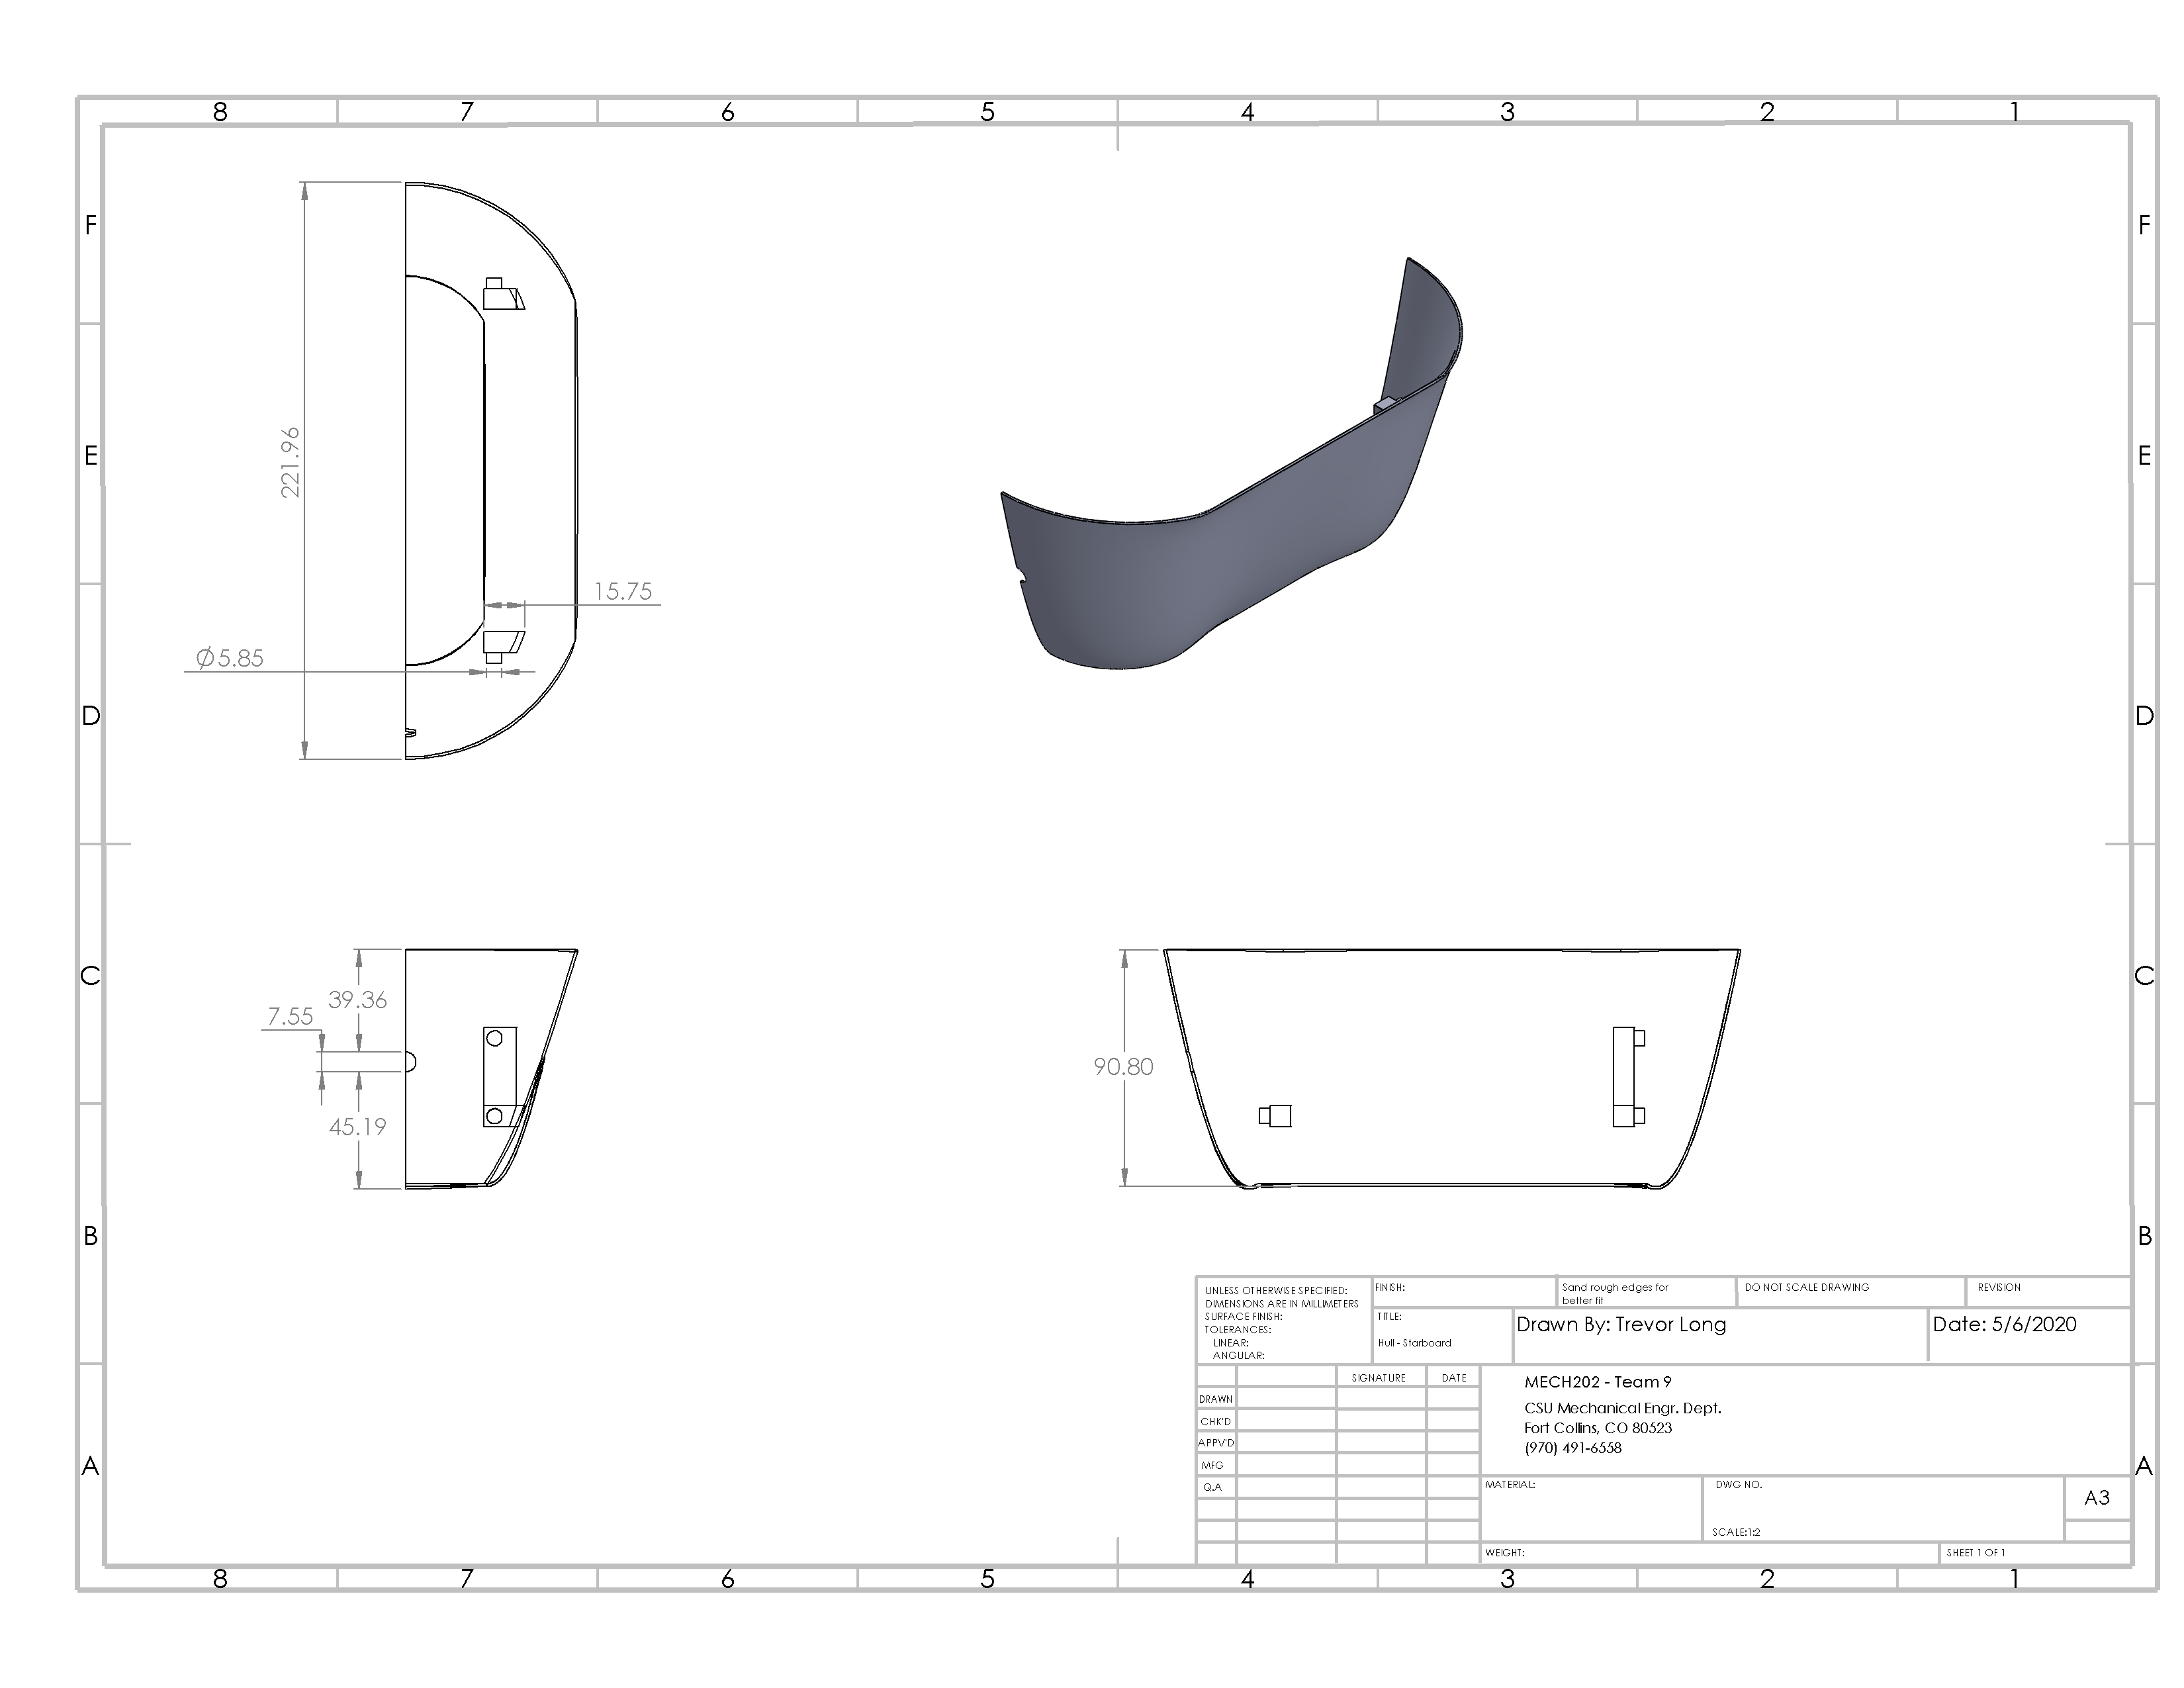 8 7 6 5 4 3 2 1
F F
221.96
E E
15.75
Ø5.85
D D
39.36
7.55
C C
90.80
45.19
B B
UNLESS OTHERWISE SPECIFIED:
DIMENSIONS ARE IN MILLIMETERS
SURFACE FINISH:
TOLERANCES:
LINEAR:
ANGULAR:
FINISH:
Sand rough edges for
better fit
DO NOT SCALE DRAWING
REVISION
TITLE:
Hull - Starboard
Drawn By: Trevor Long
Date: 5/6/2020
SIGNATURE DATE
DRAWN
CHK'D
APPV'D
MFG
Q.A
MECH202 - Team 9
CSU Mechanical Engr. Dept.
Fort Collins, CO 80523
(970) 491-6558
A A
MATERIAL:
DWG NO.
A3
SCALE:1:2
WEIGHT:
SHEET 1 OF 1
8 7 6 5 4 3 2 1